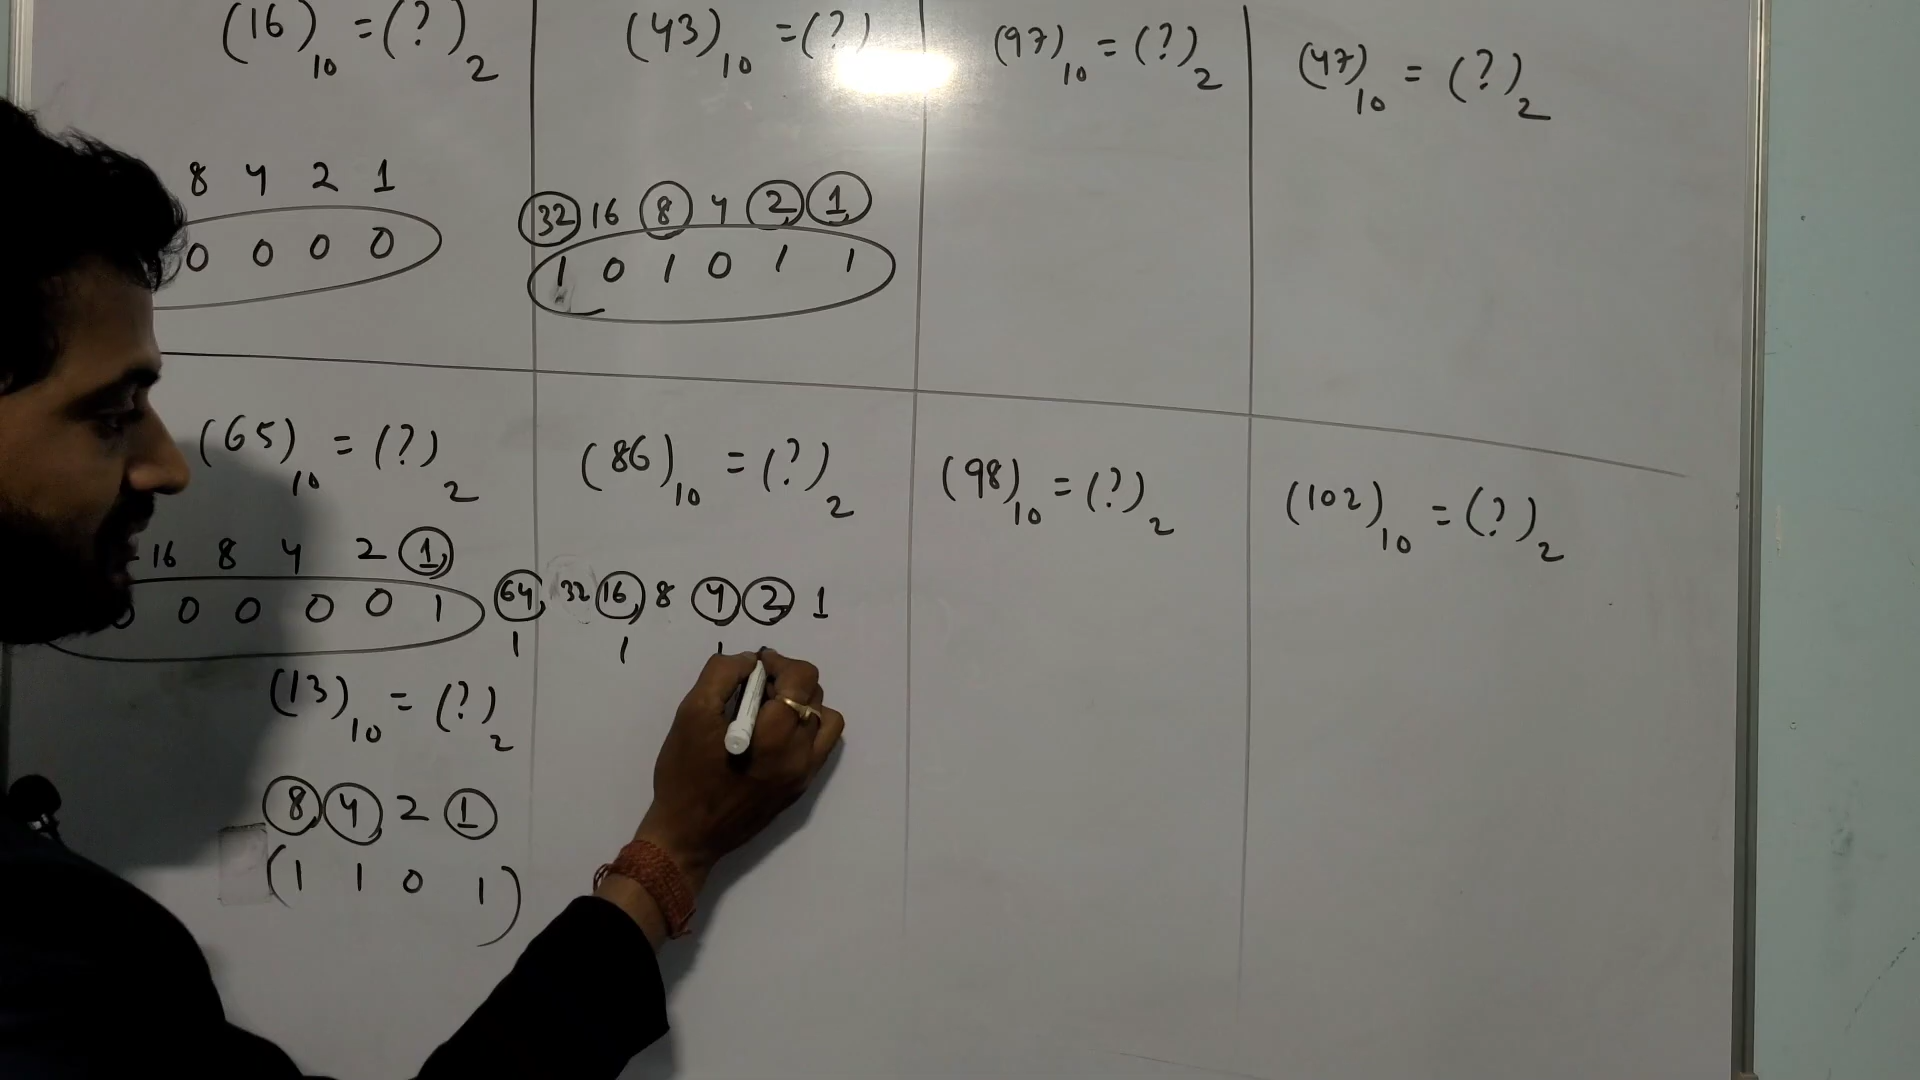 (16)10 = (?)2
8 4 2 1
0 0 0 0
(43)10 = (?)
32 16 8 4 2 1
1 0 1 0 1 1
(97)10 = (?)2
(47)10 = (?)2
(65)10 = (?)2
16 8 4 2 1
0 0 0 0 0 1
(13)10 = (?)2
8 4 2 1
(1 1 0 1)
(86)10 = (?)2
64 32 16 8 4 2 1
1 1 1
(98)10 = (?)2
(102)10 = (?)2